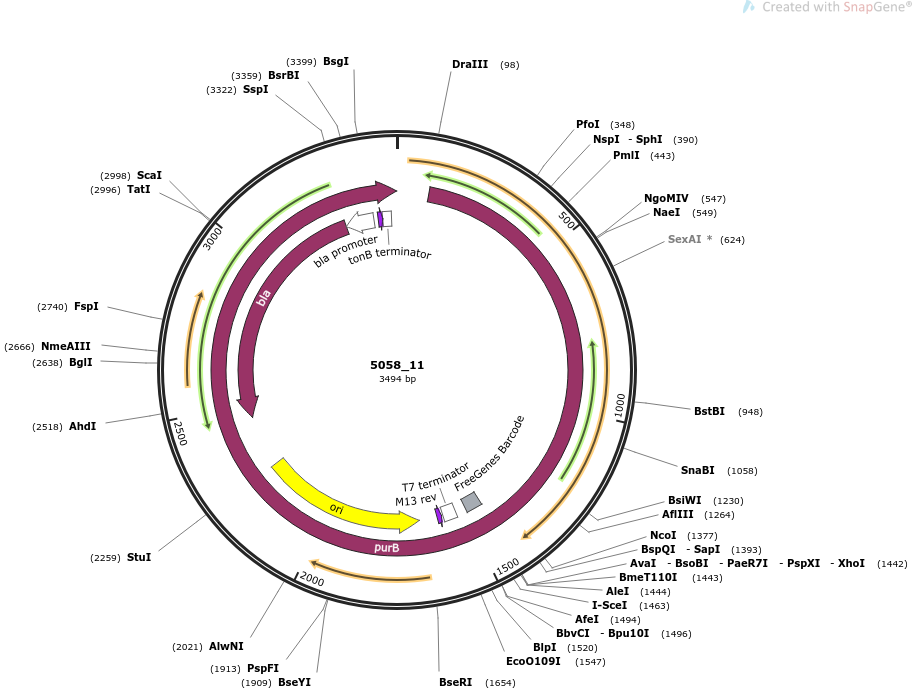 Created with SnapGene®
(3399) BsgI
(3359) BsrBI
(3322) SspI
DraIII (98)
PfoI (348)
NspI - SphI (390)
PmlI (443)
(2998) ScaI
(2996) TatI
NgoMIV (547)
NaeI (549)
SexAI * (624)
500
3000
bla promoter
tonB terminator
bla
(2740) FspI
(2666) NmeAIII
(2638) BglI
5058_11
3494 bp
1000
BstBI (948)
(2518) AhdI
2500
SnaBI (1058)
FreeGenes Barcode
T7 terminator
M13 rev
ori
purB
BsiWI (1230)
AflIII (1264)
NcoI (1377)
BspQI - SapI (1393)
AvaI - BsoBI - PaeR7I - PspXI - XhoI (1442)
BmeT110I (1443)
AleI (1444)
I-SceI (1463)
AfeI (1494)
BbvCI - Bpu10I (1496)
BlpI (1520)
EcoO109I (1547)
1500
2000
(2259) StuI
(2021) AlwNI
(1913) PspFI
(1909) BseYI
BseRI (1654)